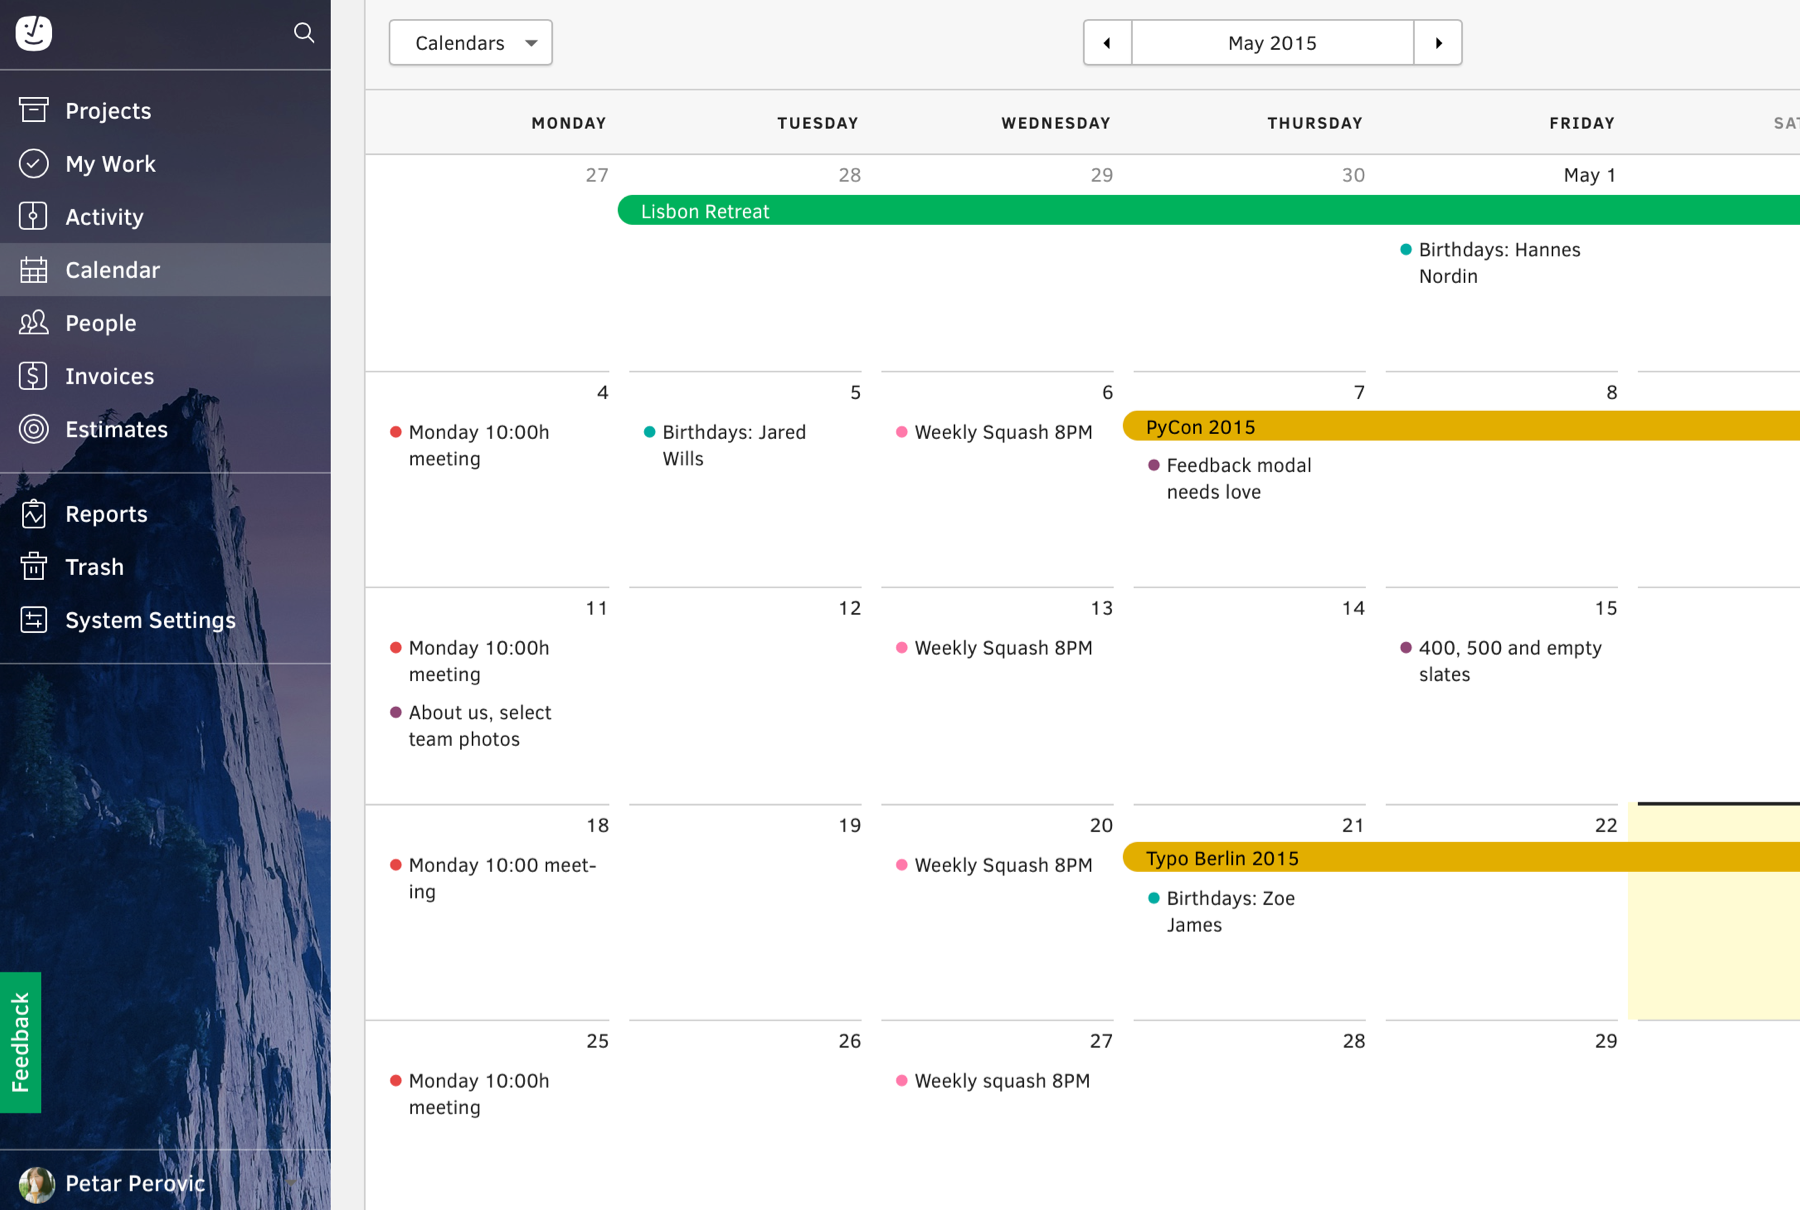 Projects
My Work
Activity
Calendar
People
Invoices
Estimates
Reports
Trash
System Settings
Feedback
Petar Perovic
Calendars
May 2015
MONDAY TUESDAY WEDNESDAY THURSDAY FRIDAY SAT
27 28 29 30 May 1
Lisbon Retreat
Birthdays: Hannes
Nordin
4 5 6 7 8
Monday 10:00h
meeting
Birthdays: Jared
Wills
Weekly Squash 8PM
PyCon 2015
Feedback modal
needs love
11 12 13 14 15
Monday 10:00h
meeting
About us, select
team photos
Weekly Squash 8PM
400, 500 and empty
slates
18 19 20 21 22
Monday 10:00 meet-
ing
Weekly Squash 8PM
Typo Berlin 2015
Birthdays: Zoe
James
25 26 27 28 29
Monday 10:00h
meeting
Weekly squash 8PM